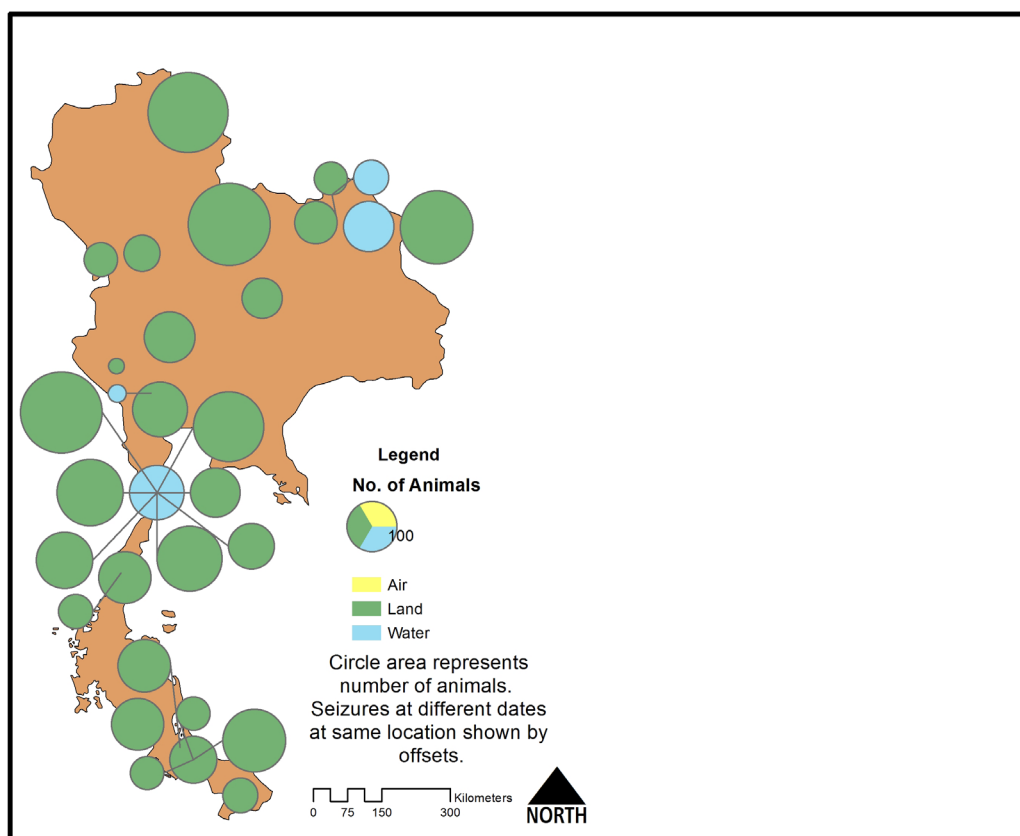 Legend
No. of Animals
100
Air
Land
Water
Circle area represents
number of animals.
Seizures at different dates
at same location shown by
offsets.
Kilometers
0 75 150 300
NORTH